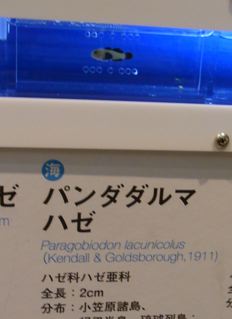 海
パンダダルマ
ハゼ
Paragobiodon lacunicolus
(Kendall & Goldsborough,1911)
ハゼ科ハゼ亜科
全長：2cm
分布：小笠原諸島、
ゼ
m